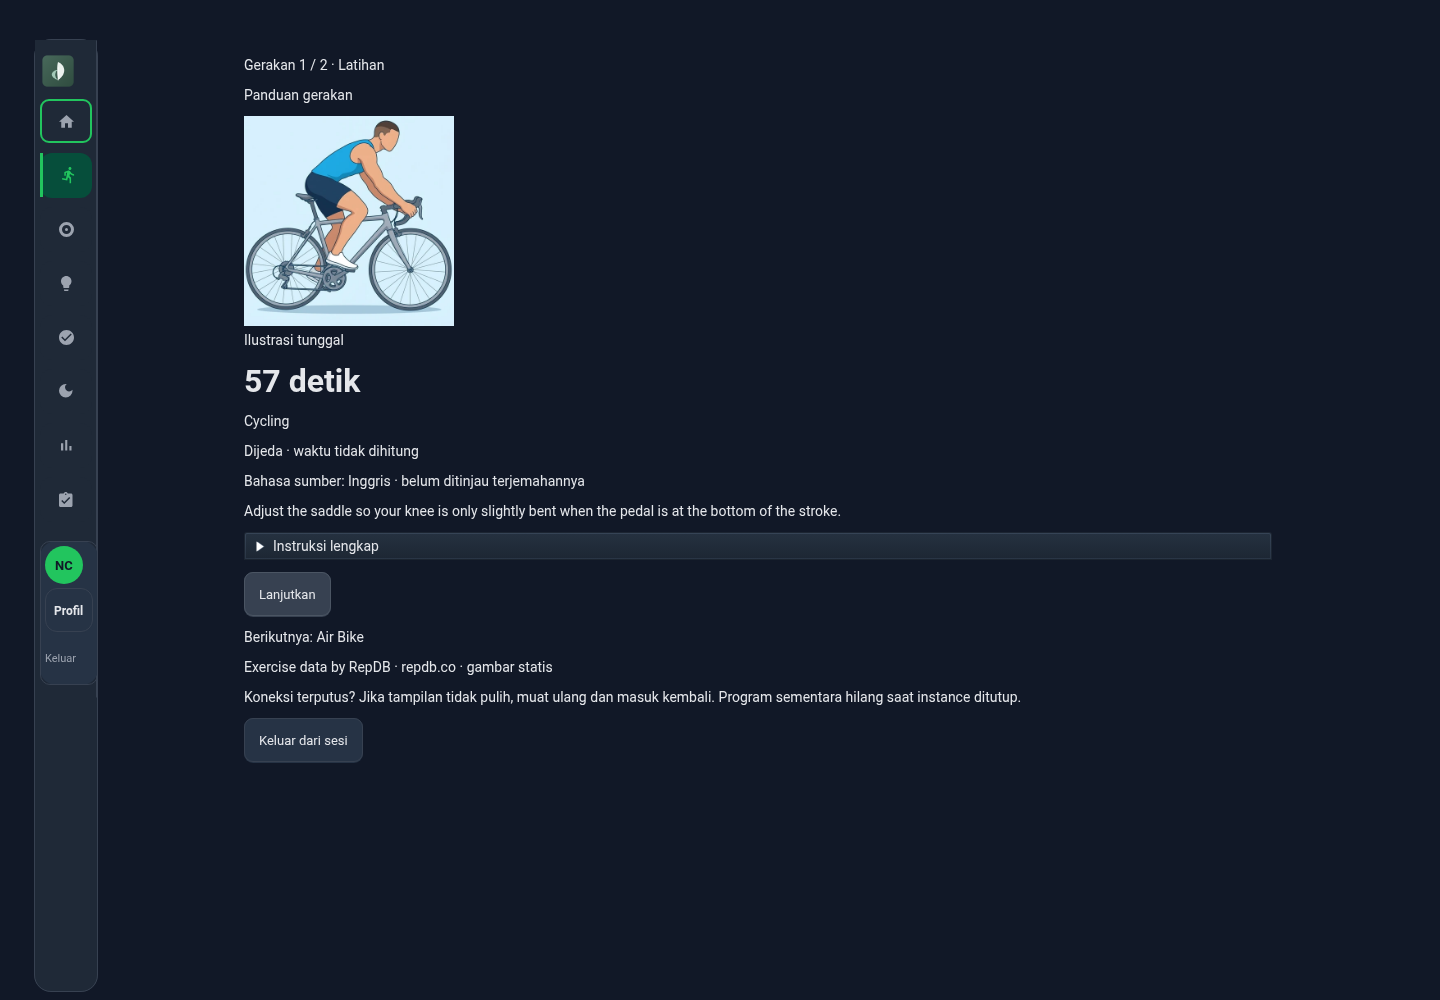 Gerakan 1 / 2 · Latihan
Panduan gerakan
Ilustrasi tunggal
57 detik
Cycling
Dijeda · waktu tidak dihitung
Bahasa sumber: Inggris · belum ditinjau terjemahannya
Adjust the saddle so your knee is only slightly bent when the pedal is at the bottom of the stroke.
Instruksi lengkap
Lanjutkan
Berikutnya: Air Bike
Exercise data by RepDB · repdb.co · gambar statis
Koneksi terputus? Jika tampilan tidak pulih, muat ulang dan masuk kembali. Program sementara hilang saat instance ditutup.
Keluar dari sesi
NC
Profil
Keluar